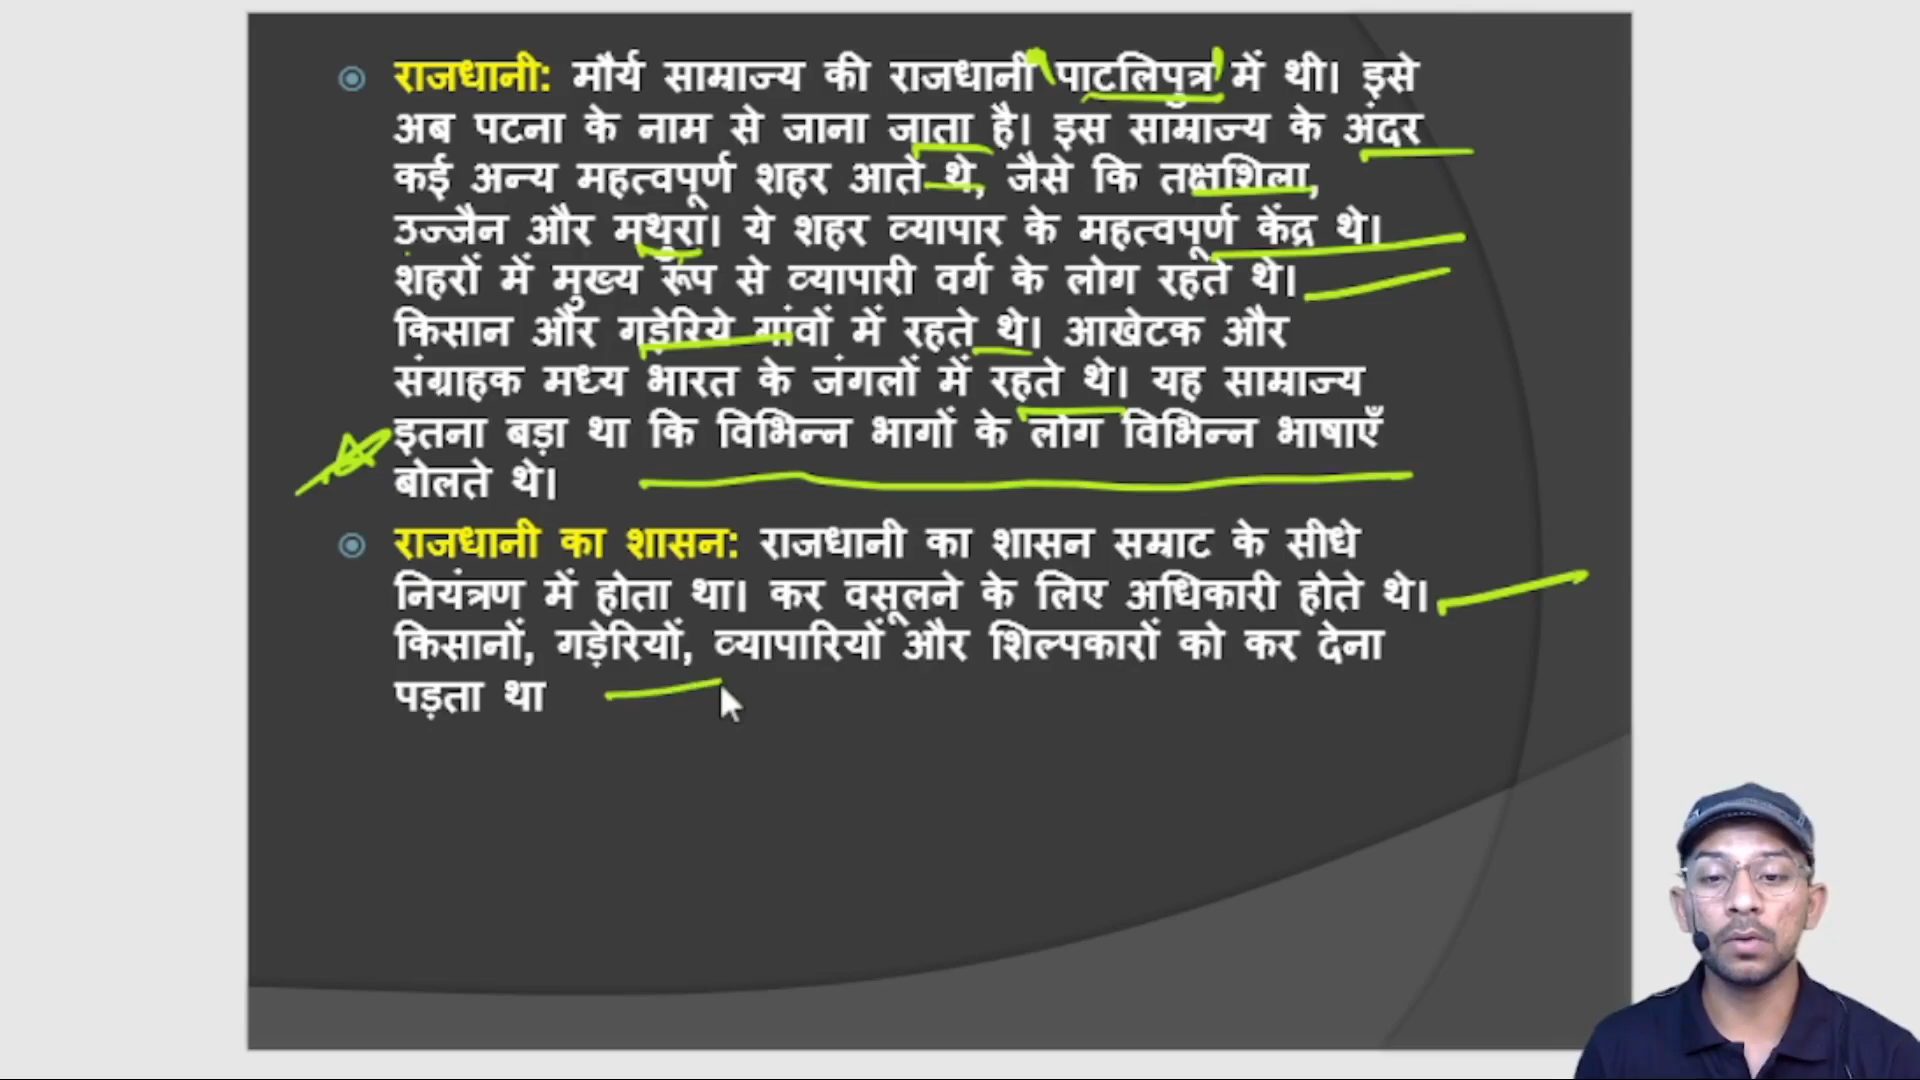 राजधानी: मौर्य साम्राज्य की राजधानी पाटलिपुत्र में थी। इसे
अब पटना के नाम से जाना जाता है। इस साम्राज्य के अंदर
कई अन्य महत्वपूर्ण शहर आते थे, जैसे कि तक्षशिला,
उज्जैन और मथुरा। ये शहर व्यापार के महत्वपूर्ण केंद्र थे।
शहरों में मुख्य रूप से व्यापारी वर्ग के लोग रहते थे।
किसान और गड़ेरिये गांवों में रहते थे। आखेटक और
संग्राहक मध्य भारत के जंगलों में रहते थे। यह साम्राज्य
इतना बड़ा था कि विभिन्न भागों के लोग विभिन्न भाषाएँ
बोलते थे।
राजधानी का शासन: राजधानी का शासन सम्राट के सीधे
नियंत्रण में होता था। कर वसूलने के लिए अधिकारी होते थे।
किसानों, गड़ेरियों, व्यापारियों और शिल्पकारों को कर देना
पड़ता था